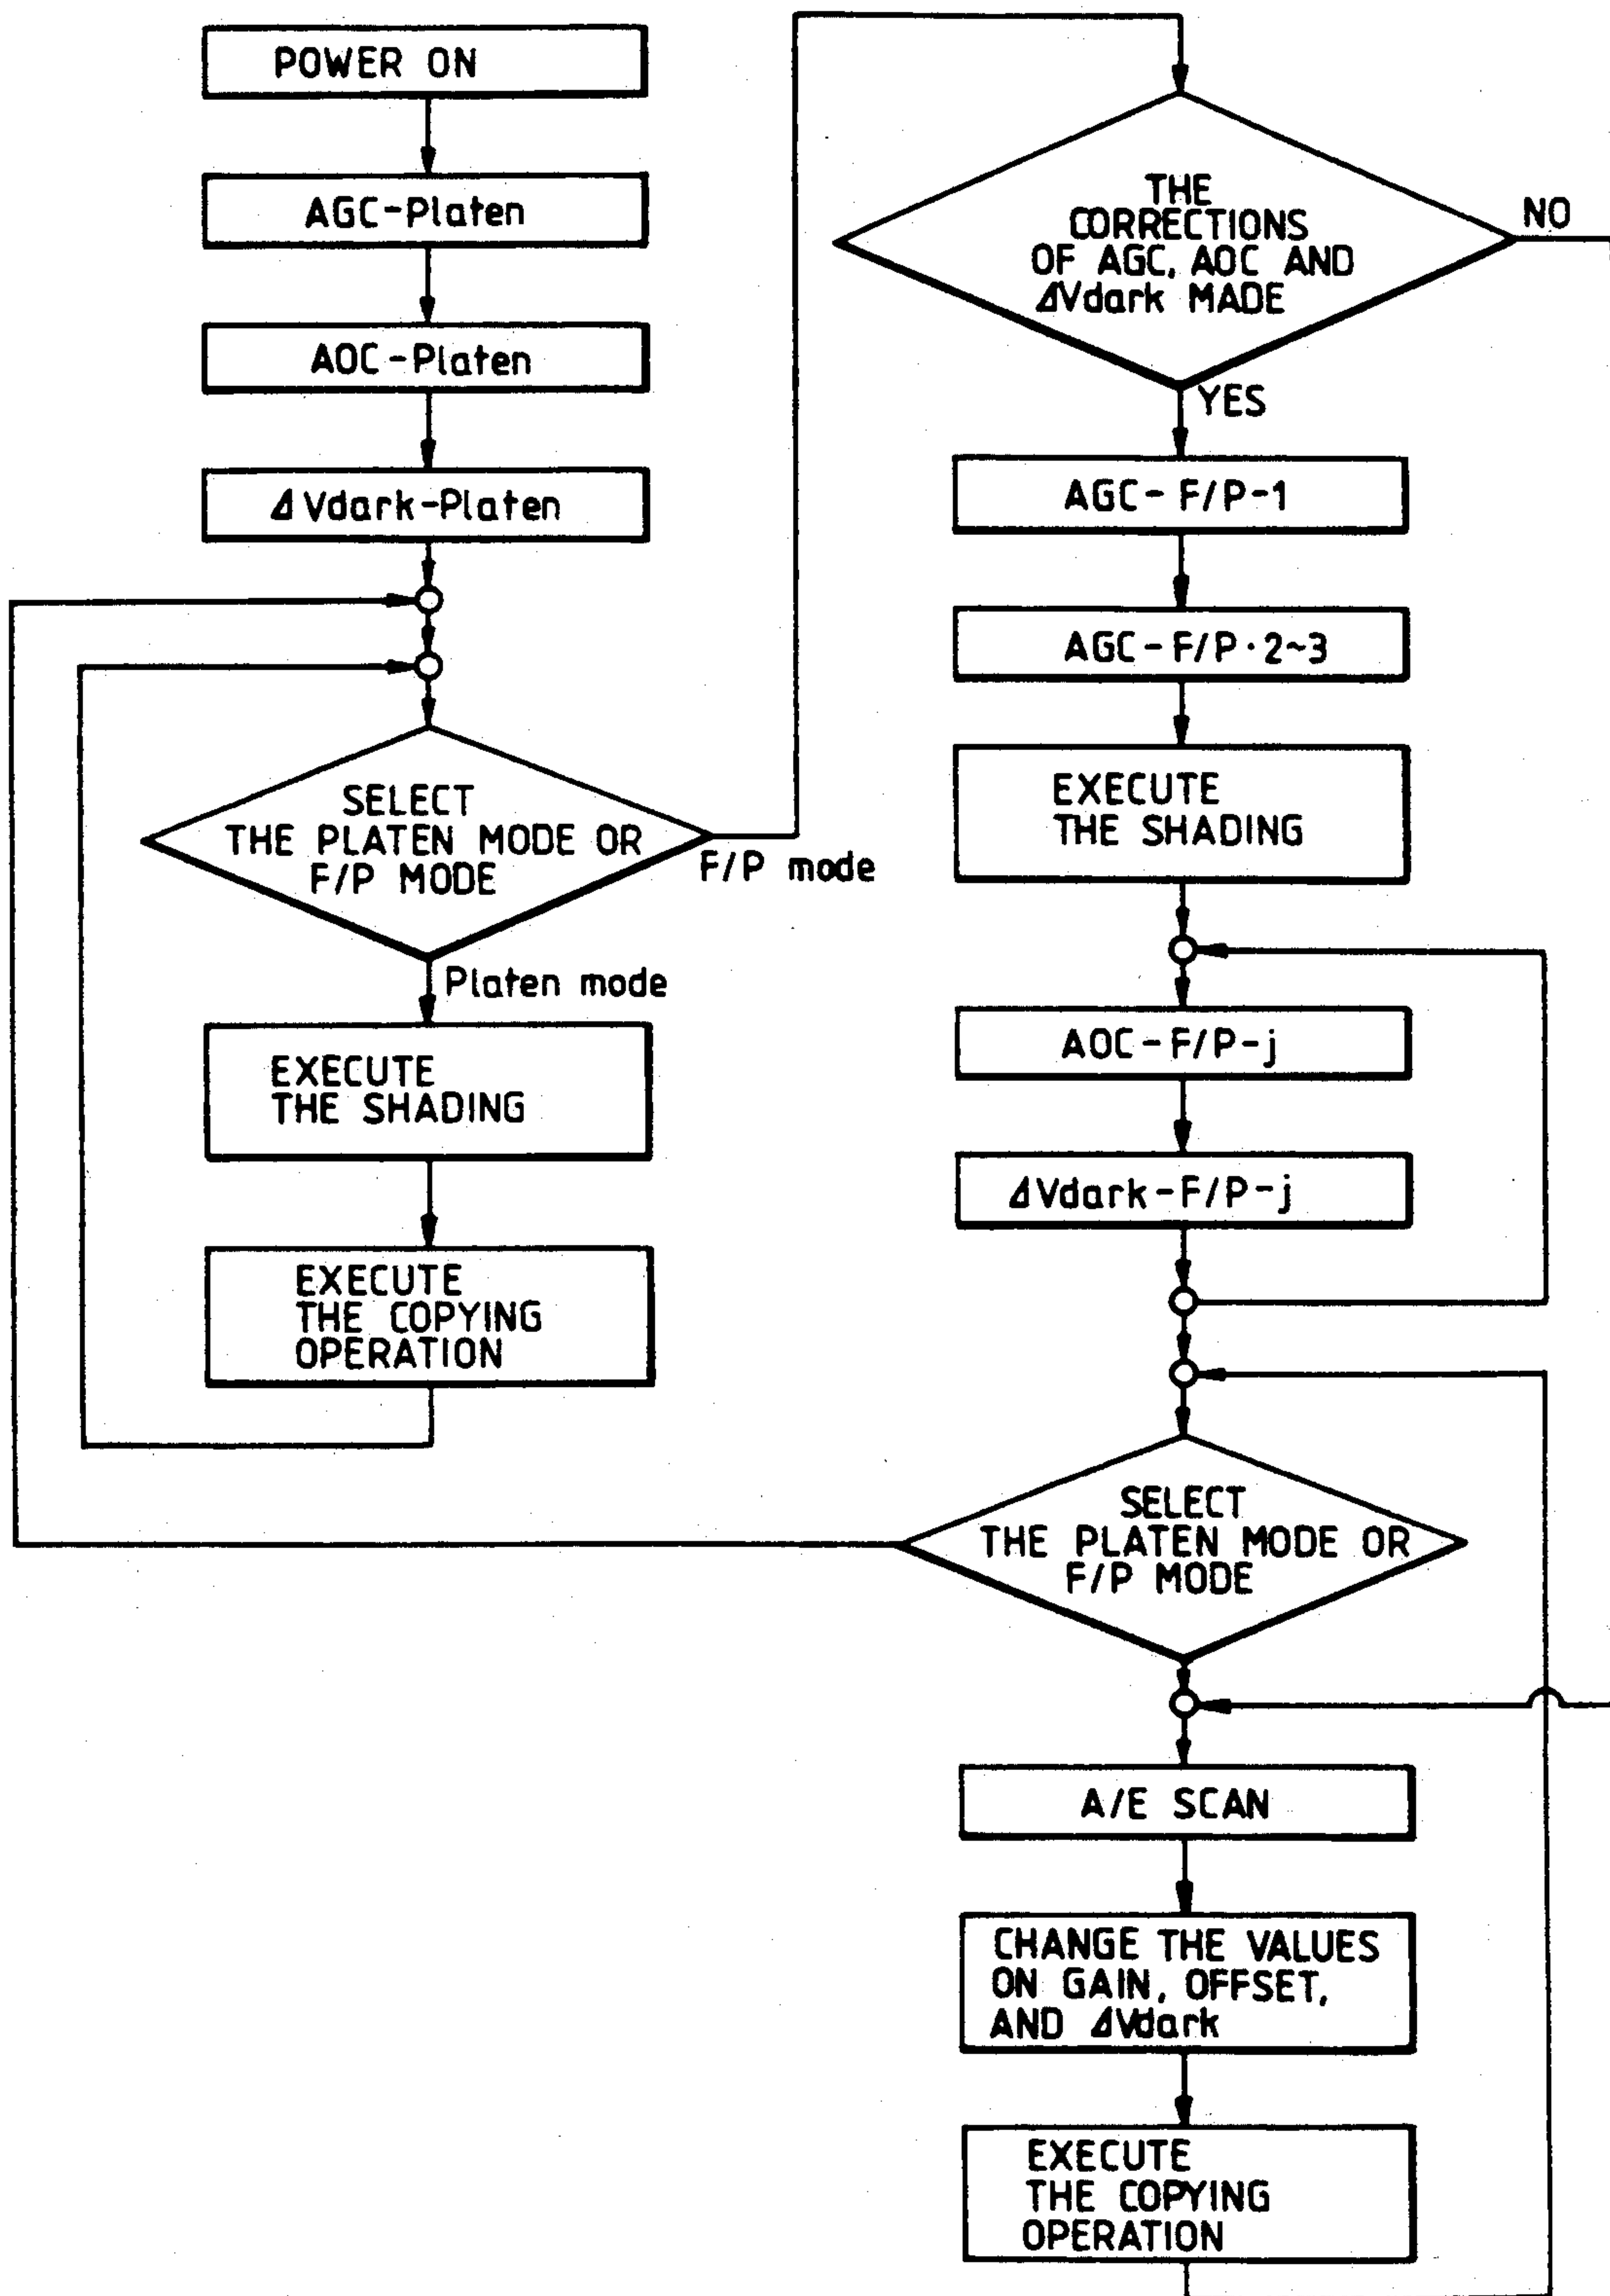 POWER ON
AGC-Platen
AOC-Platen
ΔVdark-Platen
SELECT
THE PLATEN MODE OR
F/P MODE
F/P mode
Platen mode
EXECUTE
THE SHADING
EXECUTE
THE COPYING
OPERATION
THE
CORRECTIONS
OF AGC, AOC AND
ΔVdark MADE
NO
YES
AGC-F/P-1
AGC-F/P·2~3
EXECUTE
THE SHADING
AOC-F/P-j
ΔVdark-F/P-j
SELECT
THE PLATEN MODE OR
F/P MODE
A/E SCAN
CHANGE THE VALUES
ON GAIN, OFFSET,
AND ΔVdark
EXECUTE
THE COPYING
OPERATION